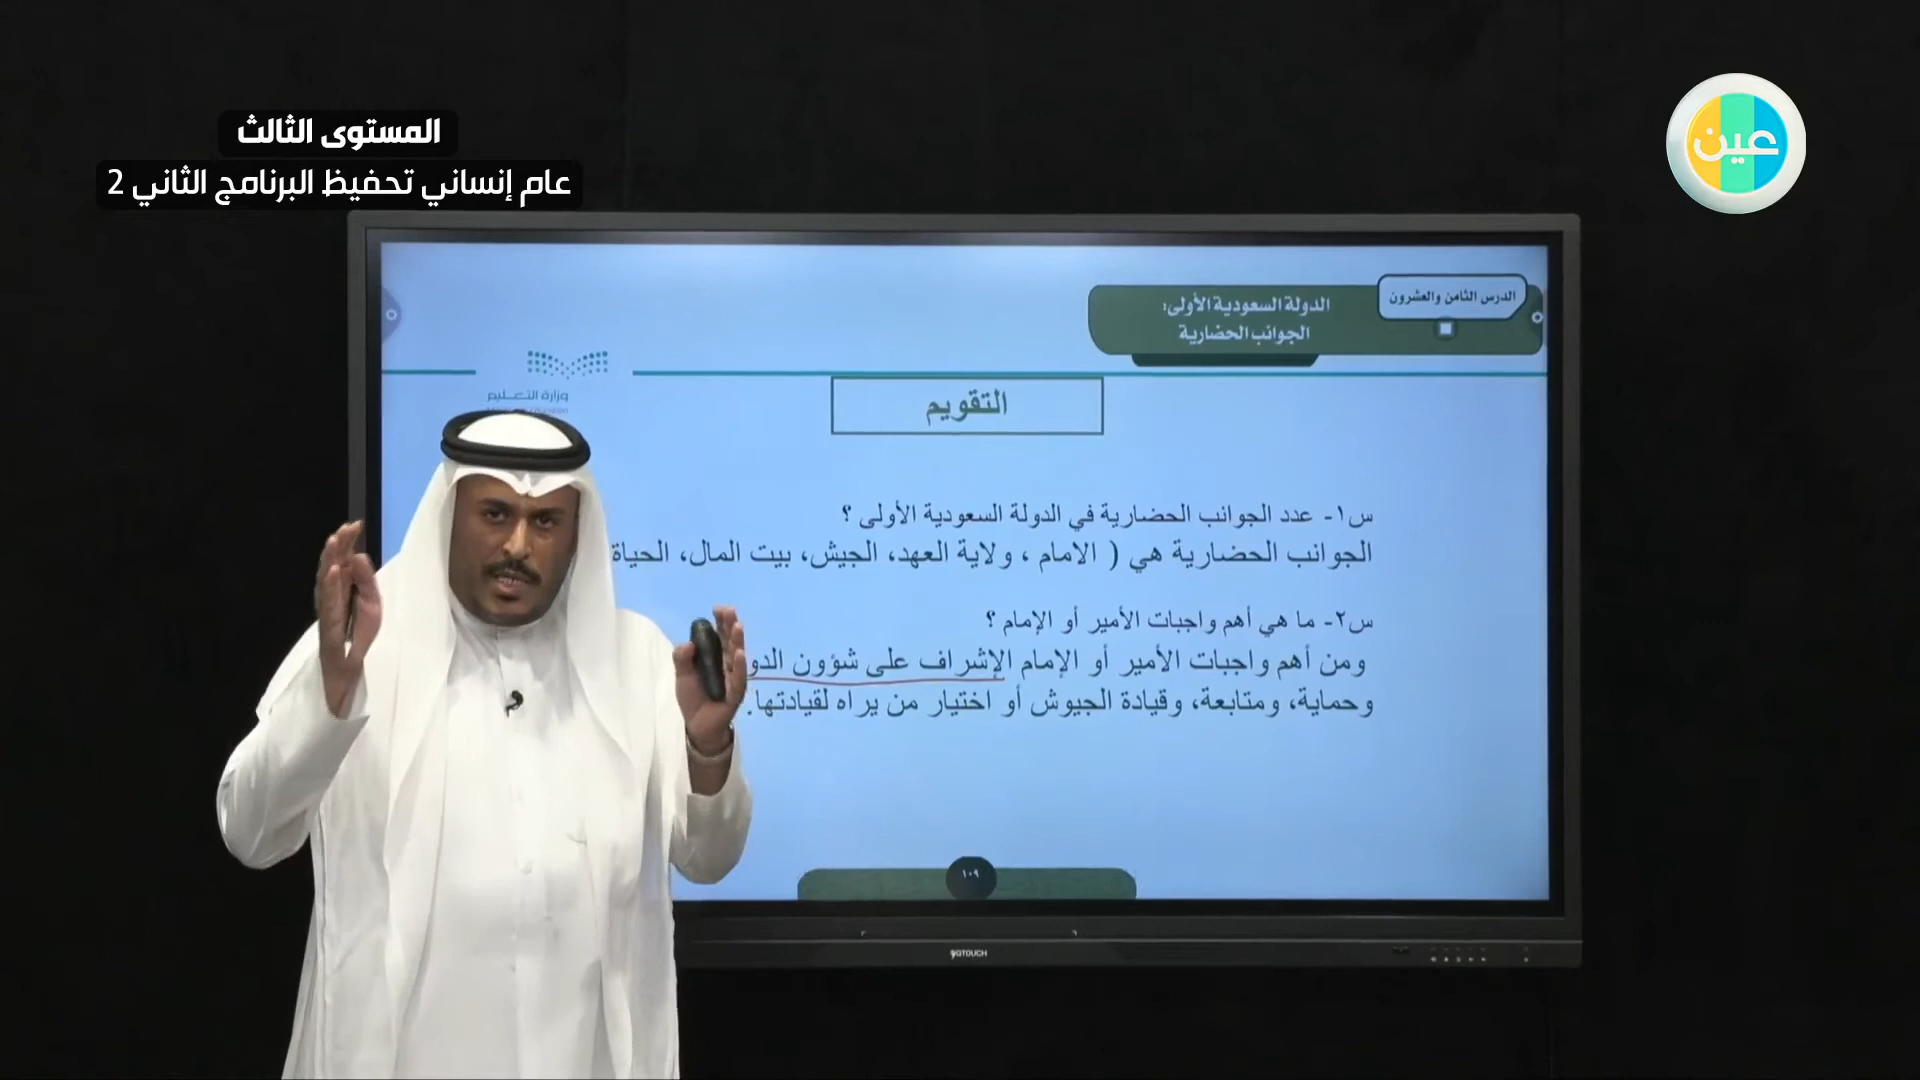 المستوى الثالث
عام إنساني تحفيظ البرنامج الثاني 2
عين
الدرس الثامن والعشرون
الدولة السعودية الأولى:
الجوانب الحضارية
وزارة التعليم
التقويم
س١- عدد الجوانب الحضارية في الدولة السعودية الأولى ؟
الجوانب الحضارية هي ( الامام ، ولاية العهد، الجيش، بيت المال، الحياة
س٢- ما هي أهم واجبات الأمير أو الإمام ؟
ومن أهم واجبات الأمير أو الإمام الإشراف على شؤون
وحماية، ومتابعة، وقيادة الجيوش أو اختيار من يراه لقيادتها.
١٠٩